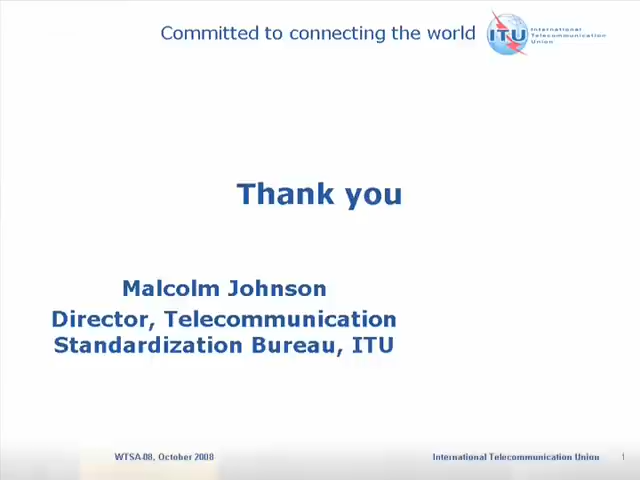 Committed to connecting the world
ITU
International
Telecommunication
Union
Thank you
Malcolm Johnson
Director, Telecommunication
Standardization Bureau, ITU
WTSA-08, October 2008
International Telecommunication Union
1